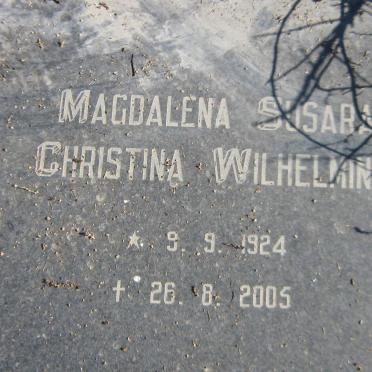 MAGDALENA SUSARA
CHRISTINA WILHELMIN
* 9. 9. 1924
† 26. 8. 2005